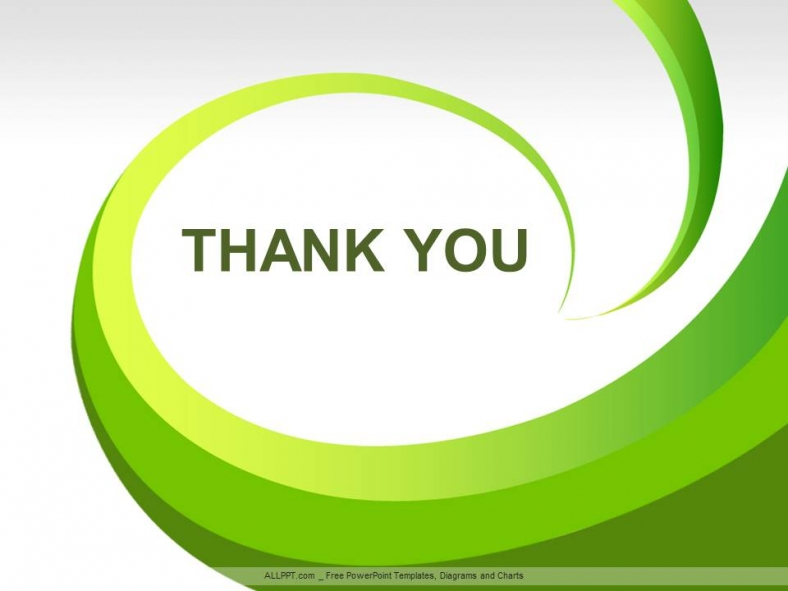 THANK YOU
ALLPPT.com _ Free PowerPoint Templates, Diagrams and Charts